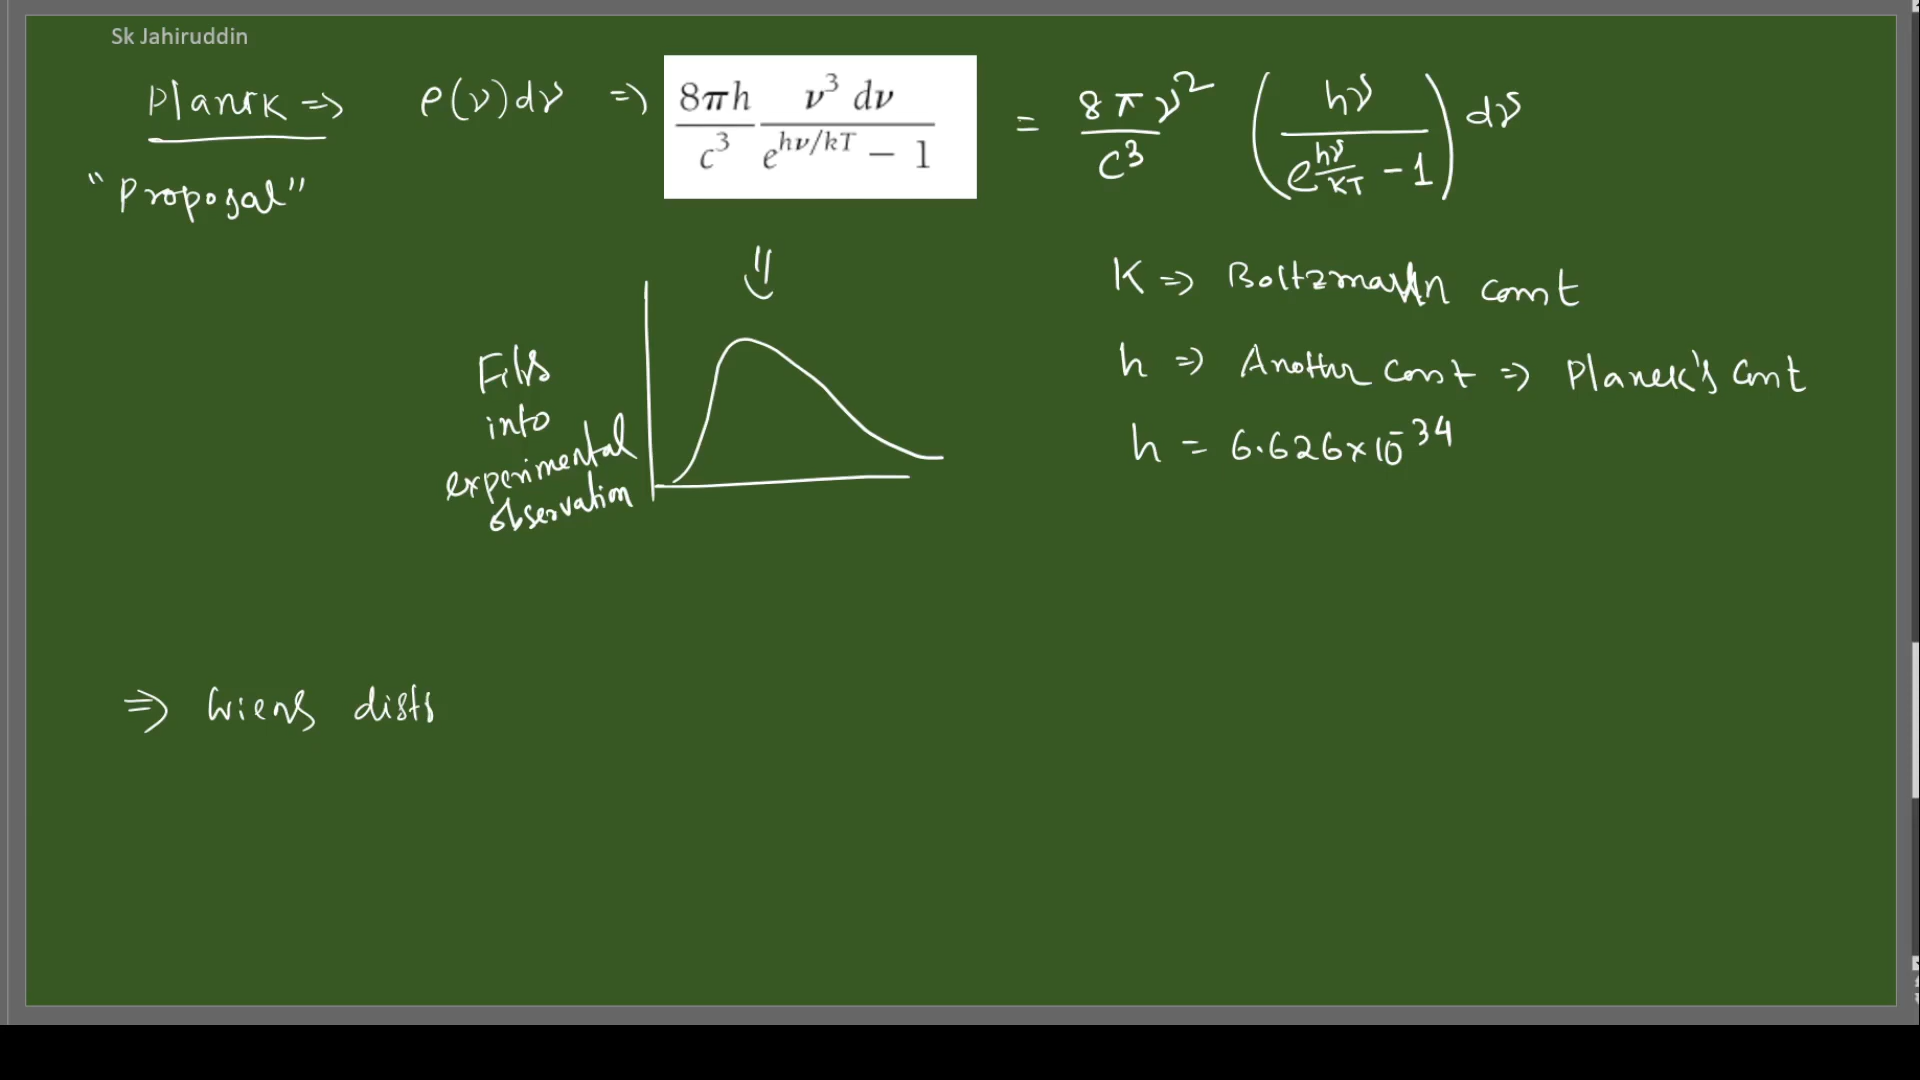 Sk Jahiruddin
Planck => ρ(ν)dν => 8πh/c³ ν³ dν/(e^{hν/kT} − 1) = 8πν²/c³ (hν/(e^{hν/KT} − 1)) dν
"Proposal"
K => Boltzmann const
Fits
into
experimental
observation
h => Another const => Planck's const
h = 6.626×10⁻³⁴
=> Wiens distr